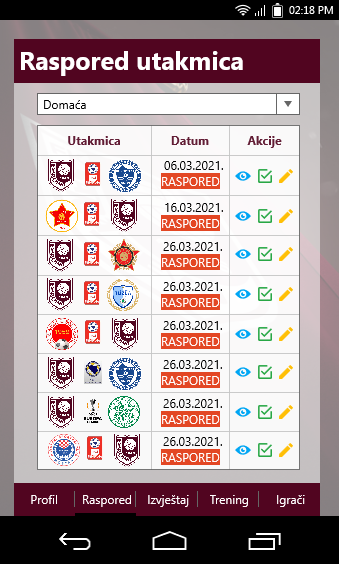 02:18 PM
Raspored utakmica
Domaća
Utakmica Datum Akcije
06.03.2021.
RASPORED
16.03.2021.
RASPORED
26.03.2021.
RASPORED
26.03.2021.
RASPORED
26.03.2021.
RASPORED
26.03.2021.
RASPORED
26.03.2021.
RASPORED
26.03.2021.
RASPORED
Profil Raspored Izvještaj Trening Igrači